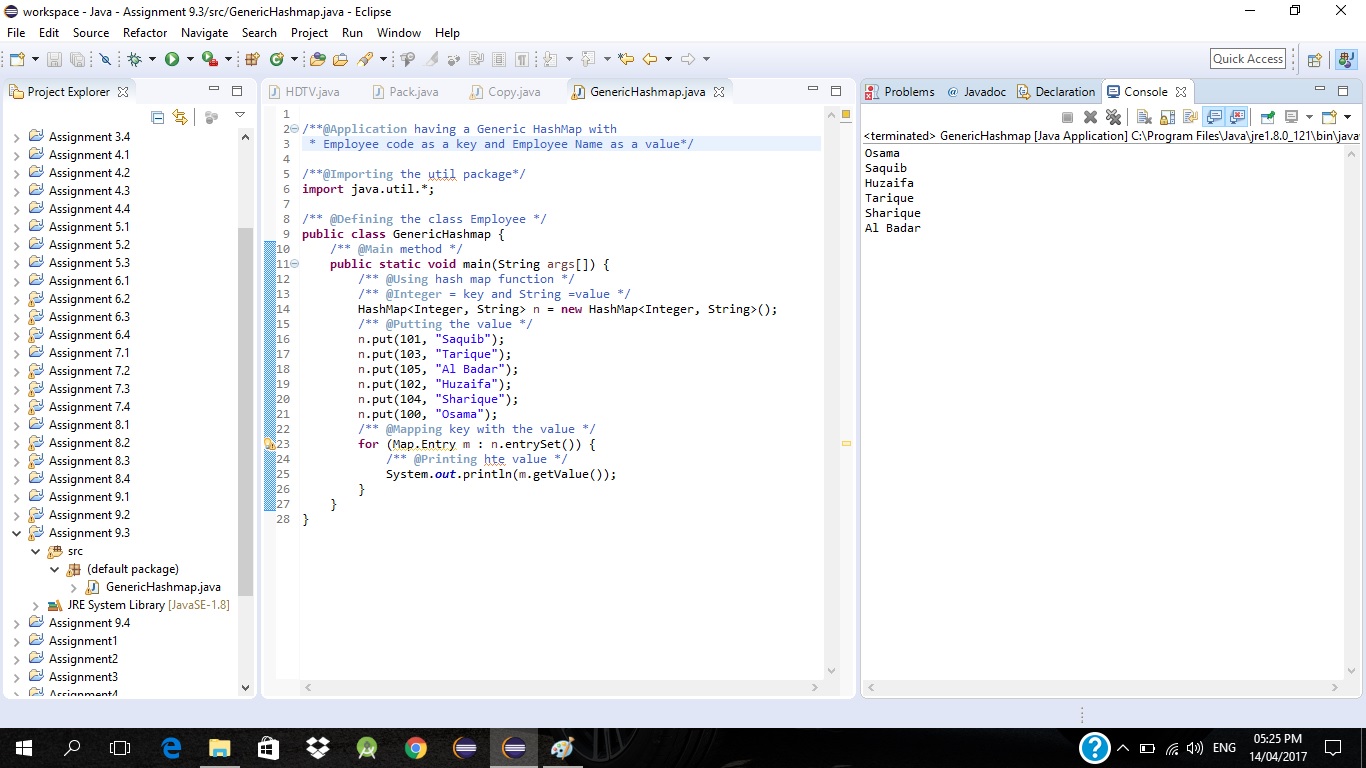 workspace - Java - Assignment 9.3/src/GenericHashmap.java - Eclipse
File Edit Source Refactor Navigate Search Project Run Window Help
Quick Access
Project Explorer
Assignment 3.4
Assignment 4.1
Assignment 4.2
Assignment 4.3
Assignment 4.4
Assignment 5.1
Assignment 5.2
Assignment 5.3
Assignment 6.1
Assignment 6.2
Assignment 6.3
Assignment 6.4
Assignment 7.1
Assignment 7.2
Assignment 7.3
Assignment 7.4
Assignment 8.1
Assignment 8.2
Assignment 8.3
Assignment 8.4
Assignment 9.1
Assignment 9.2
Assignment 9.3
src
(default package)
GenericHashmap.java
JRE System Library [JavaSE-1.8]
Assignment 9.4
Assignment1
Assignment2
Assignment3
Assignment4
HDTV.java Pack.java Copy.java GenericHashmap.java
1
2 /**@Application having a Generic HashMap with
3 * Employee code as a key and Employee Name as a value*/
4
5 /**@Importing the util package*/
6 import java.util.*;
7
8 /** @Defining the class Employee */
9 public class GenericHashmap {
10 /** @Main method */
11 public static void main(String args[]) {
12 /** @Using hash map function */
13 /** @Integer = key and String =value */
14 HashMap<Integer, String> n = new HashMap<Integer, String>();
15 /** @Putting the value */
16 n.put(101, "Saquib");
17 n.put(103, "Tarique");
18 n.put(105, "Al Badar");
19 n.put(102, "Huzaifa");
20 n.put(104, "Sharique");
21 n.put(100, "Osama");
22 /** @Mapping key with the value */
23 for (Map.Entry m : n.entrySet()) {
24 /** @Printing hte value */
25 System.out.println(m.getValue());
26 }
27 }
28 }
Problems @ Javadoc Declaration Console
<terminated> GenericHashmap [Java Application] C:\Program Files\Java\jre1.8.0_121\bin\java
Osama
Saquib
Huzaifa
Tarique
Sharique
Al Badar
ENG
05:25 PM
14/04/2017